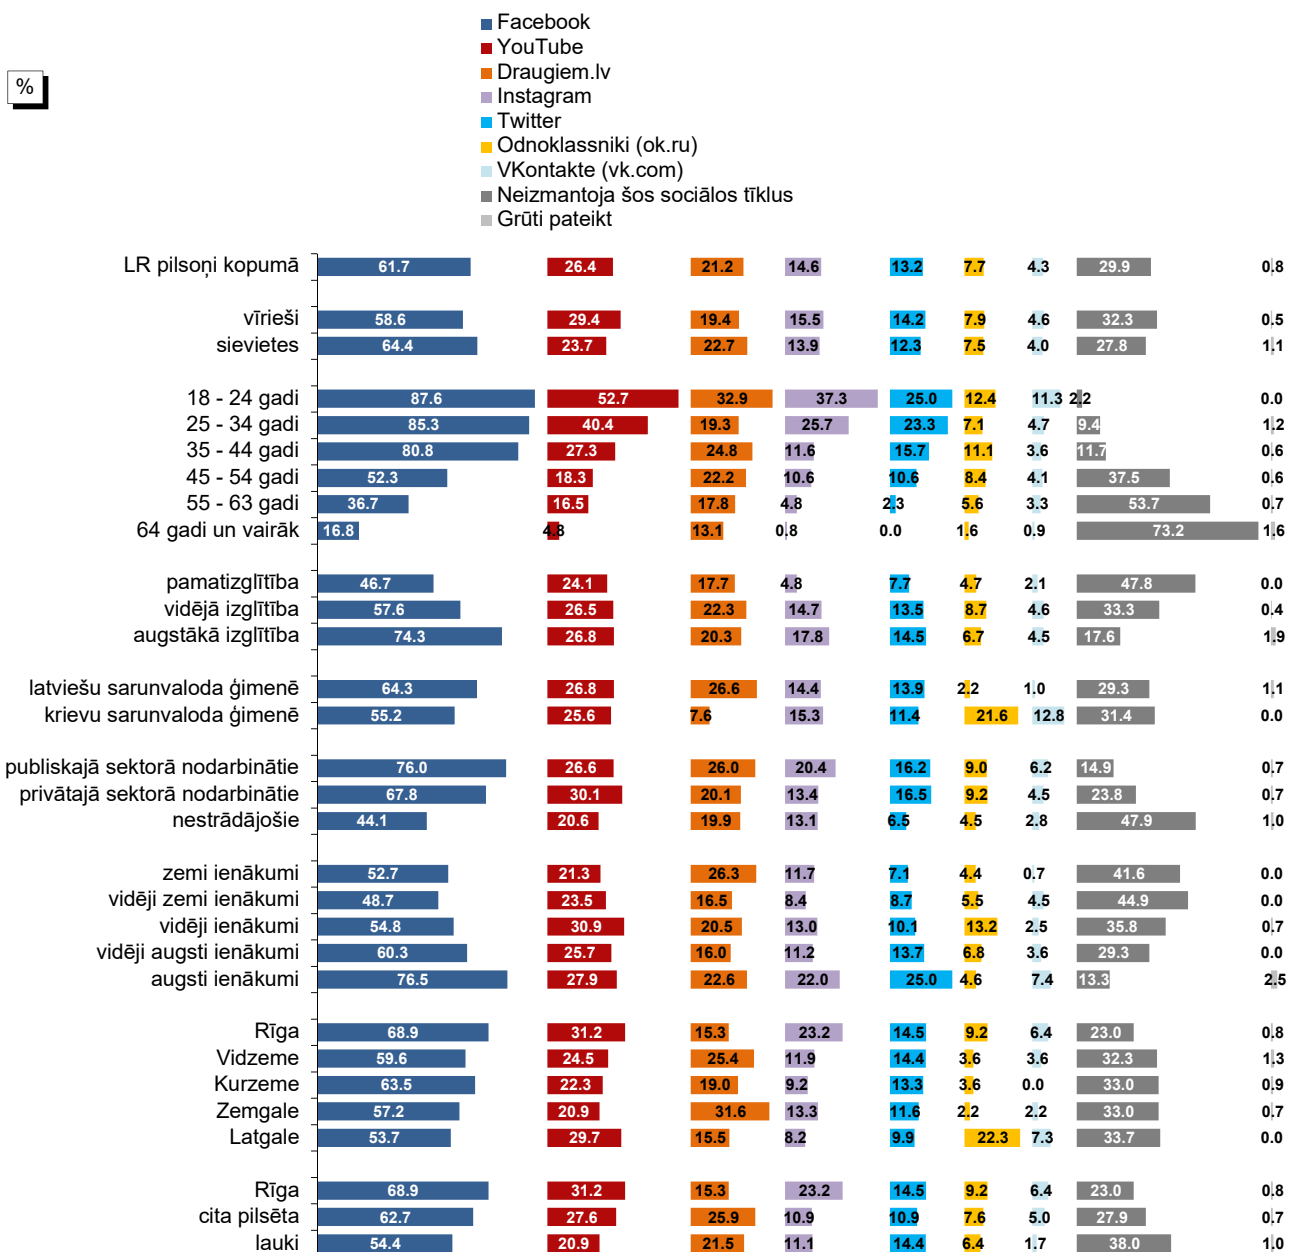 %
Facebook
YouTube
Draugiem.lv
Instagram
Twitter
Odnoklassniki (ok.ru)
VKontakte (vk.com)
Neizmantoja šos sociālos tīklus
Grūti pateikt
LR pilsoņi kopumā 61.7 26.4 21.2 14.6 13.2 7.7 4.3 29.9 0.8
vīrieši 58.6 29.4 19.4 15.5 14.2 7.9 4.6 32.3 0.5
sievietes 64.4 23.7 22.7 13.9 12.3 7.5 4.0 27.8 1.1
18 - 24 gadi 87.6 52.7 32.9 37.3 25.0 12.4 11.3 2.2 0.0
25 - 34 gadi 85.3 40.4 19.3 25.7 23.3 7.1 4.7 9.4 1.2
35 - 44 gadi 80.8 27.3 24.8 11.6 15.7 11.1 3.6 11.7 0.6
45 - 54 gadi 52.3 18.3 22.2 10.6 10.6 8.4 4.1 37.5 0.6
55 - 63 gadi 36.7 16.5 17.8 4.8 2.3 5.6 3.3 53.7 0.7
64 gadi un vairāk 16.8 4.8 13.1 0.8 0.0 1.6 0.9 73.2 1.6
pamatizglītība 46.7 24.1 17.7 4.8 7.7 4.7 2.1 47.8 0.0
vidējā izglītība 57.6 26.5 22.3 14.7 13.5 8.7 4.6 33.3 0.4
augstākā izglītība 74.3 26.8 20.3 17.8 14.5 6.7 4.5 17.6 1.9
latviešu sarunvaloda ģimenē 64.3 26.8 26.6 14.4 13.9 2.2 1.0 29.3 1.1
krievu sarunvaloda ģimenē 55.2 25.6 7.6 15.3 11.4 21.6 12.8 31.4 0.0
publiskajā sektorā nodarbinātie 76.0 26.6 26.0 20.4 16.2 9.0 6.2 14.9 0.7
privātajā sektorā nodarbinātie 67.8 30.1 20.1 13.4 16.5 9.2 4.5 23.8 0.7
nestrādājošie 44.1 20.6 19.9 13.1 6.5 4.5 2.8 47.9 1.0
zemi ienākumi 52.7 21.3 26.3 11.7 7.1 4.4 0.7 41.6 0.0
vidēji zemi ienākumi 48.7 23.5 16.5 8.4 8.7 5.5 4.5 44.9 0.0
vidēji ienākumi 54.8 30.9 20.5 13.0 10.1 13.2 2.5 35.8 0.7
vidēji augsti ienākumi 60.3 25.7 16.0 11.2 13.7 6.8 3.6 29.3 0.0
augsti ienākumi 76.5 27.9 22.6 22.0 25.0 4.6 7.4 13.3 2.5
Rīga 68.9 31.2 15.3 23.2 14.5 9.2 6.4 23.0 0.8
Vidzeme 59.6 24.5 25.4 11.9 14.4 3.6 3.6 32.3 1.3
Kurzeme 63.5 22.3 19.0 9.2 13.3 3.6 0.0 33.0 0.9
Zemgale 57.2 20.9 31.6 13.3 11.6 2.2 2.2 33.0 0.7
Latgale 53.7 29.7 15.5 8.2 9.9 22.3 7.3 33.7 0.0
Rīga 68.9 31.2 15.3 23.2 14.5 9.2 6.4 23.0 0.8
cita pilsēta 62.7 27.6 25.9 10.9 10.9 7.6 5.0 27.9 0.7
lauki 54.4 20.9 21.5 11.1 14.4 6.4 1.7 38.0 1.0